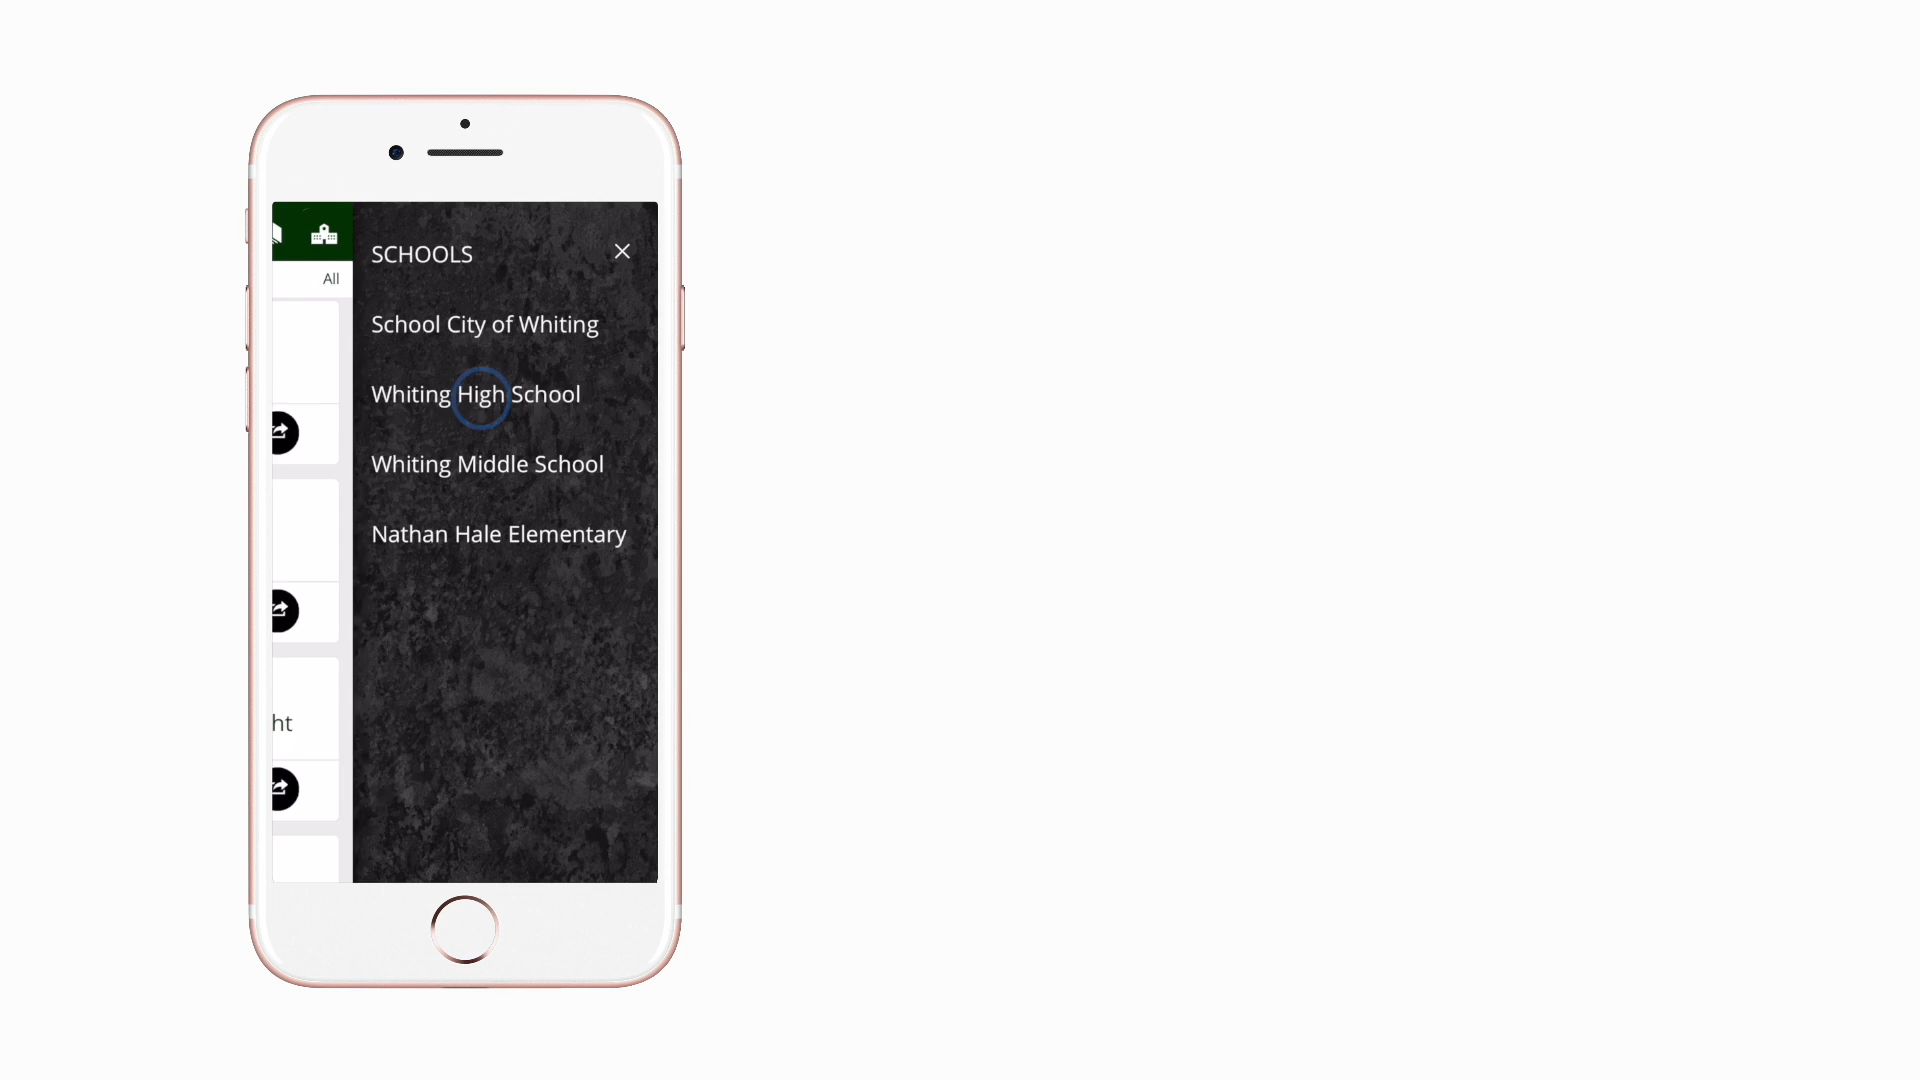 SCHOOLS
All
School City of Whiting
Whiting High School
Whiting Middle School
Nathan Hale Elementary
ht